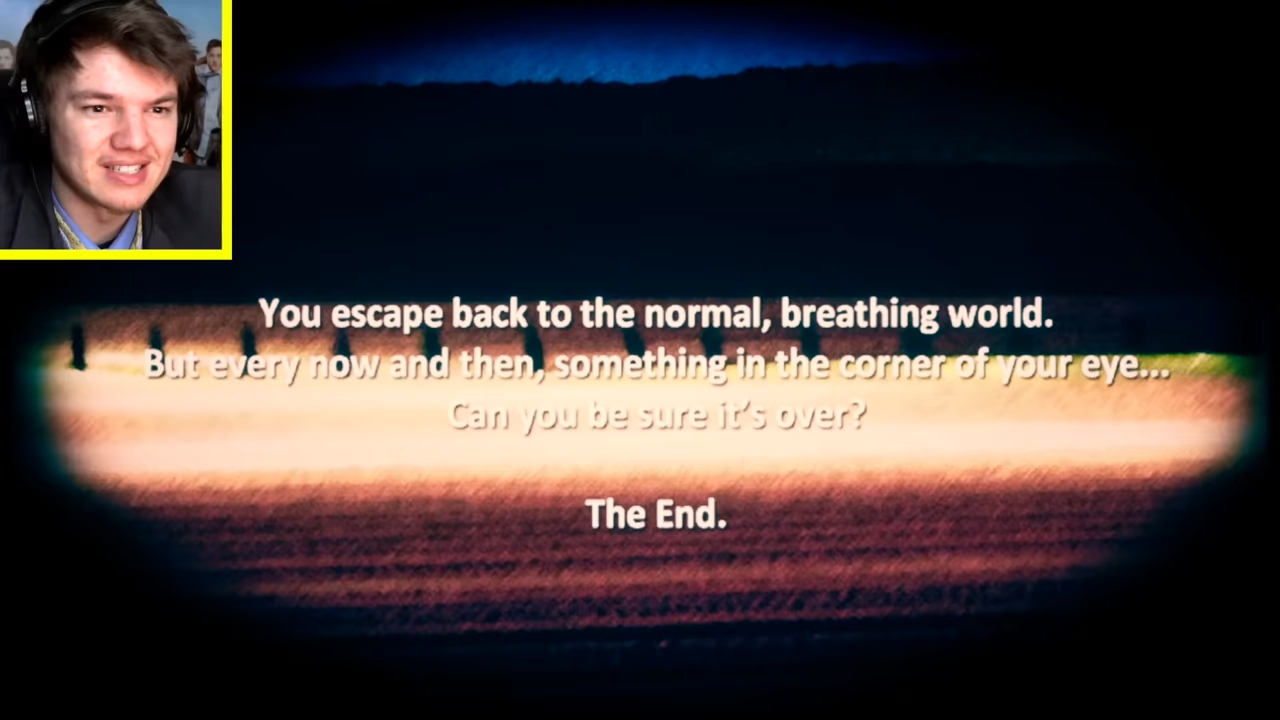 You escape back to the normal, breathing world.
But every now and then, something in the corner of your eye...
Can you be sure it's over?
The End.